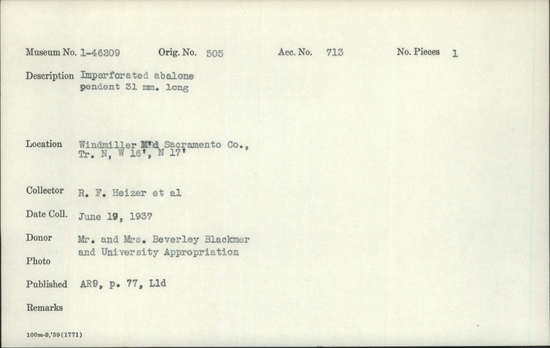 Museum No. 1-46209 Orig. No. 505 Acc. No. 713 No. Pieces 1
Description Imperforated abalone
pendent 31 mm. long
Location Windmiller M'd Sacramento Co.,
Tr. N, W 16', N 17'
Collector R. F. Heizer et al
Date Coll. June 19, 1937
Donor Mr. and Mrs. Beverley Blackmer
Photo and University Appropriation
Published AR9, p. 77, L1d
Remarks
100m-9,'39(1771)